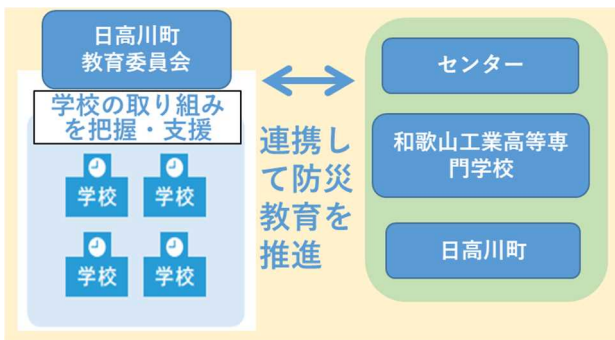 日高川町
教育委員会
学校の取り組み
を把握・支援
学校
学校
学校
学校
連携し
て防災
教育を
推進
センター
和歌山工業高等専
門学校
日高川町